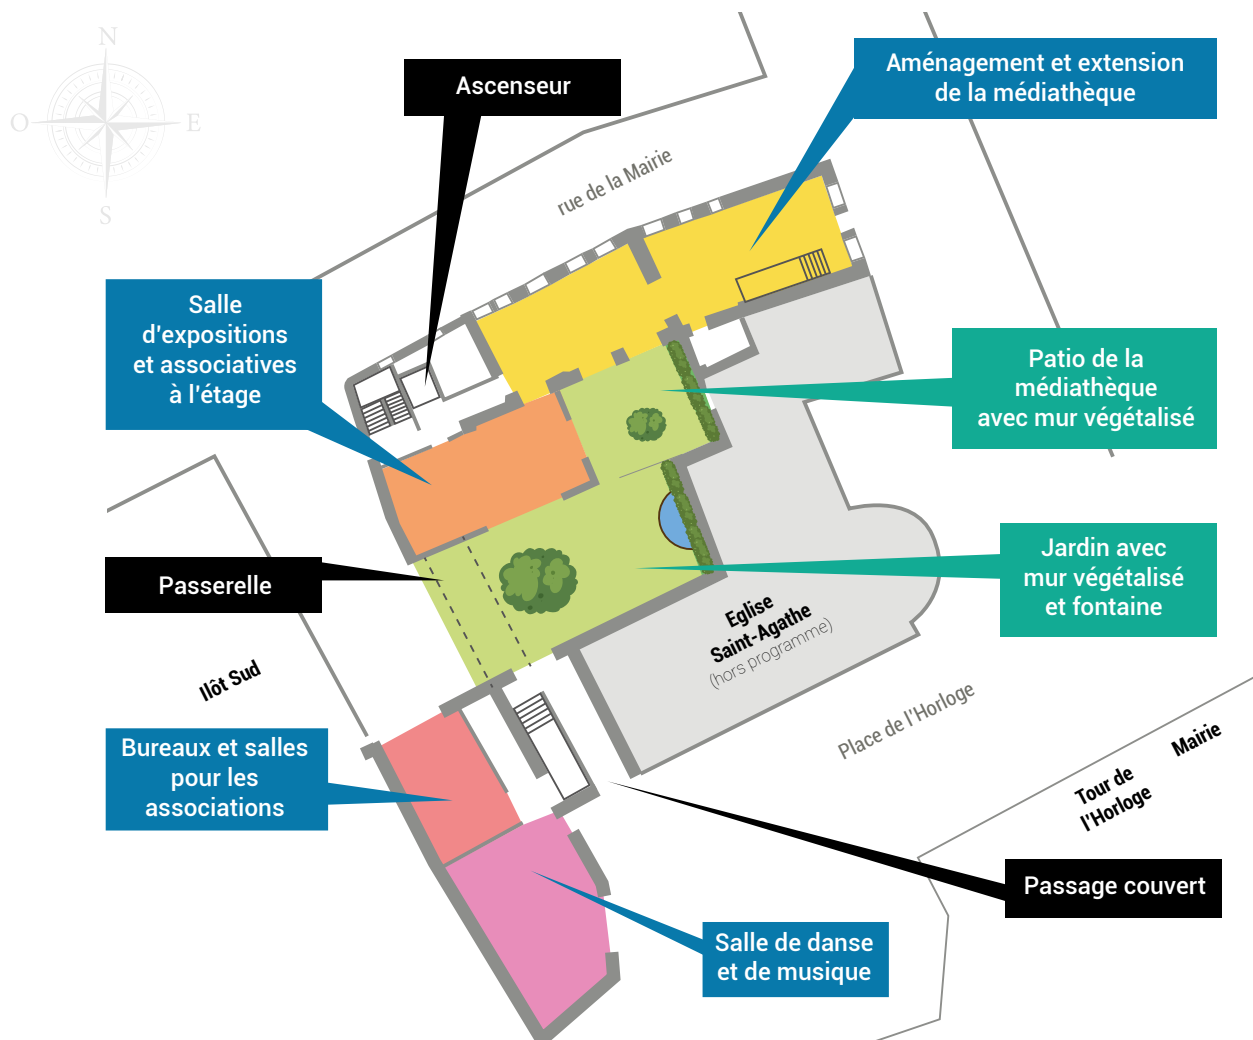 N
O
E
S
Ascenseur
Aménagement et extension
de la médiathèque
rue de la Mairie
Salle
d'expositions
et associatives
à l'étage
Patio de la
médiathèque
avec mur végétalisé
Jardin avec
mur végétalisé
et fontaine
Passerelle
Eglise
Saint-Agathe
(hors programme)
Ilôt Sud
Place de l'Horloge
Bureaux et salles
pour les
associations
Mairie
Tour de
l'Horloge
Passage couvert
Salle de danse
et de musique